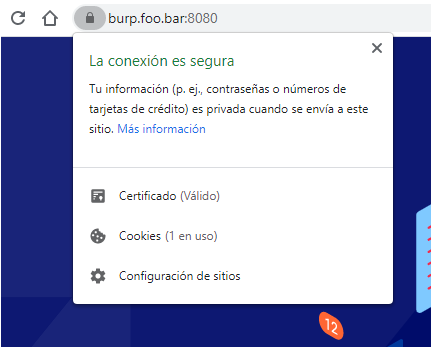 burp.foo.bar:8080
La conexión es segura
Tu información (p. ej., contraseñas o números de
tarjetas de crédito) es privada cuando se envía a este
sitio. Más información
Certificado (Válido)
Cookies (1 en uso)
Configuración de sitios
12